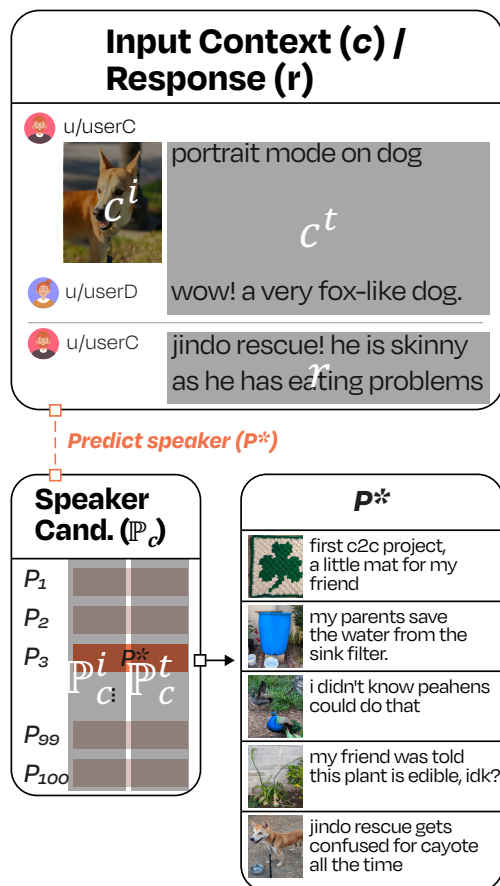 Input Context (c) /
Response (r)
u/userC
portrait mode on dog
c^i
c^t
u/userD
wow! a very fox-like dog.
u/userC
jindo rescue! he is skinny
as he has eating problems
r
Predict speaker (P*)
Speaker
Cand. (ℙ_c)
P_1
P_2
P_3
P*
ℙ_c^i
ℙ_c^t
⋮
P_99
P_100
P*
first c2c project,
a little mat for my
friend
my parents save
the water from the
sink filter.
i didn't know peahens
could do that
my friend was told
this plant is edible, idk?
jindo rescue gets
confused for cayote
all the time